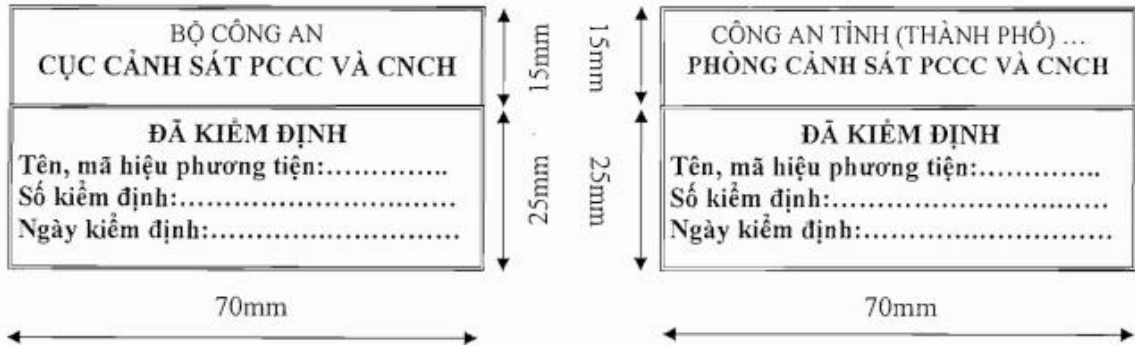 BỘ CÔNG AN
CỤC CẢNH SÁT PCCC VÀ CNCH
ĐÃ KIỂM ĐỊNH
Tên, mã hiệu phương tiện:…………..
Số kiểm định:……………………………
Ngày kiểm định:…………………………
15mm
25mm
70mm
15mm
25mm
CÔNG AN TỈNH (THÀNH PHỐ) ...
PHÒNG CẢNH SÁT PCCC VÀ CNCH
ĐÃ KIỂM ĐỊNH
Tên, mã hiệu phương tiện:…………..
Số kiểm định:……………………………
Ngày kiểm định:…………………………
70mm